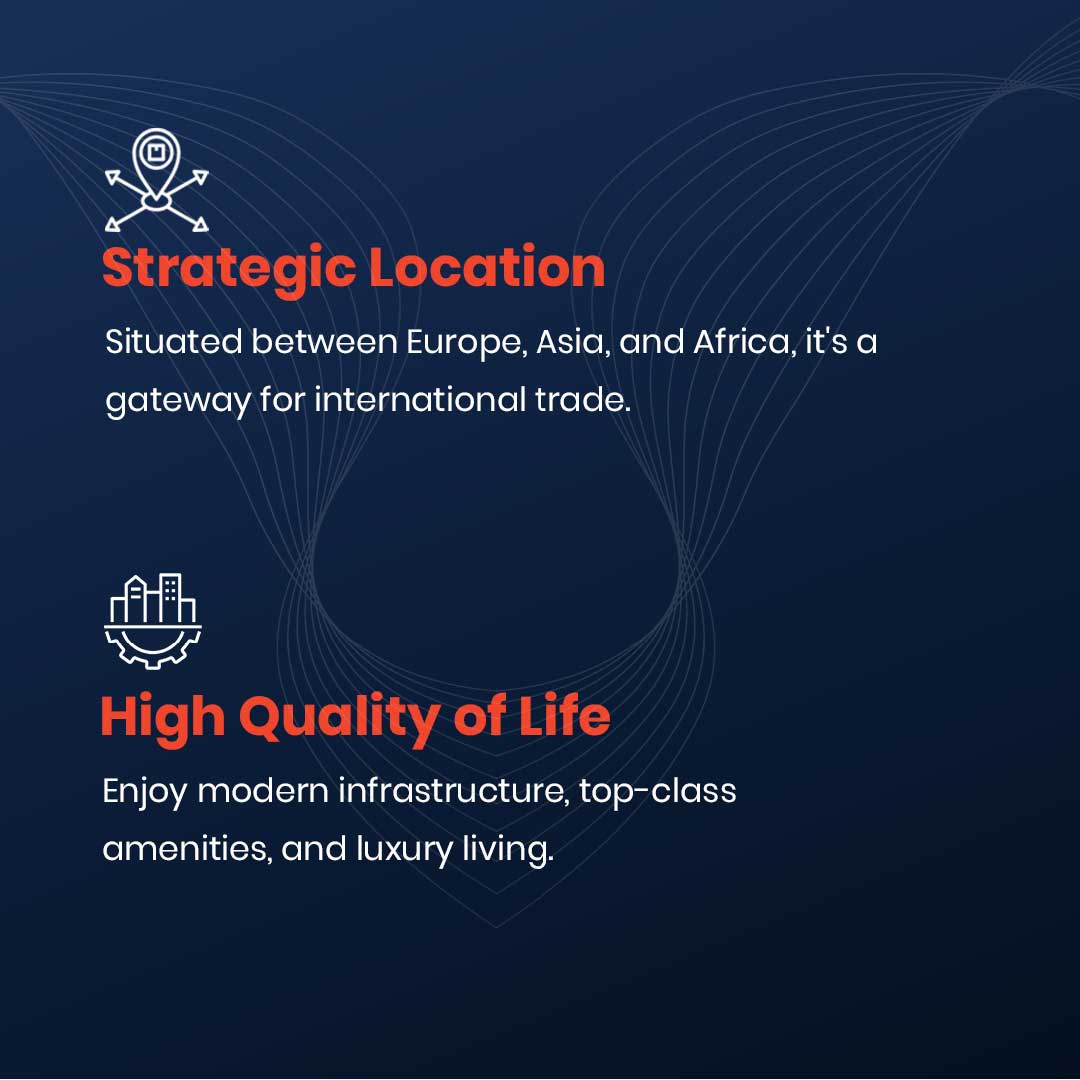 Strategic Location
Situated between Europe, Asia, and Africa, it's a
gateway for international trade.
High Quality of Life
Enjoy modern infrastructure, top-class
amenities, and luxury living.